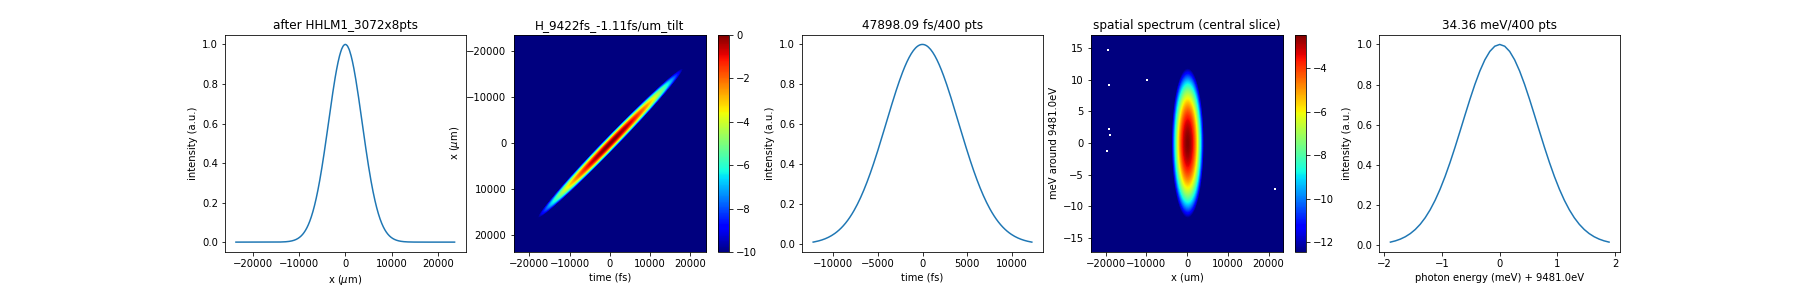 after HHLM1_3072x8pts
1.0
0.8
0.6
0.4
0.2
0.0
intensity (a.u.)
−20000 −10000 0 10000 20000
x (μm)
H_9422fs_-1.11fs/um_tilt
−20000
−10000
0
10000
20000
x (μm)
−20000 −10000 0 10000 20000
time (fs)
0
−2
−4
−6
−8
−10
47898.09 fs/400 pts
1.0
0.8
0.6
0.4
0.2
0.0
intensity (a.u.)
−10000 −5000 0 5000 10000
time (fs)
spatial spectrum (central slice)
15
10
5
0
−5
−10
−15
meV around 9481.0eV
−20000 −10000 0 10000 20000
x (um)
−4
−6
−8
−10
−12
34.36 meV/400 pts
1.0
0.8
0.6
0.4
0.2
0.0
intensity (a.u.)
−2 −1 0 1 2
photon energy (meV) + 9481.0eV